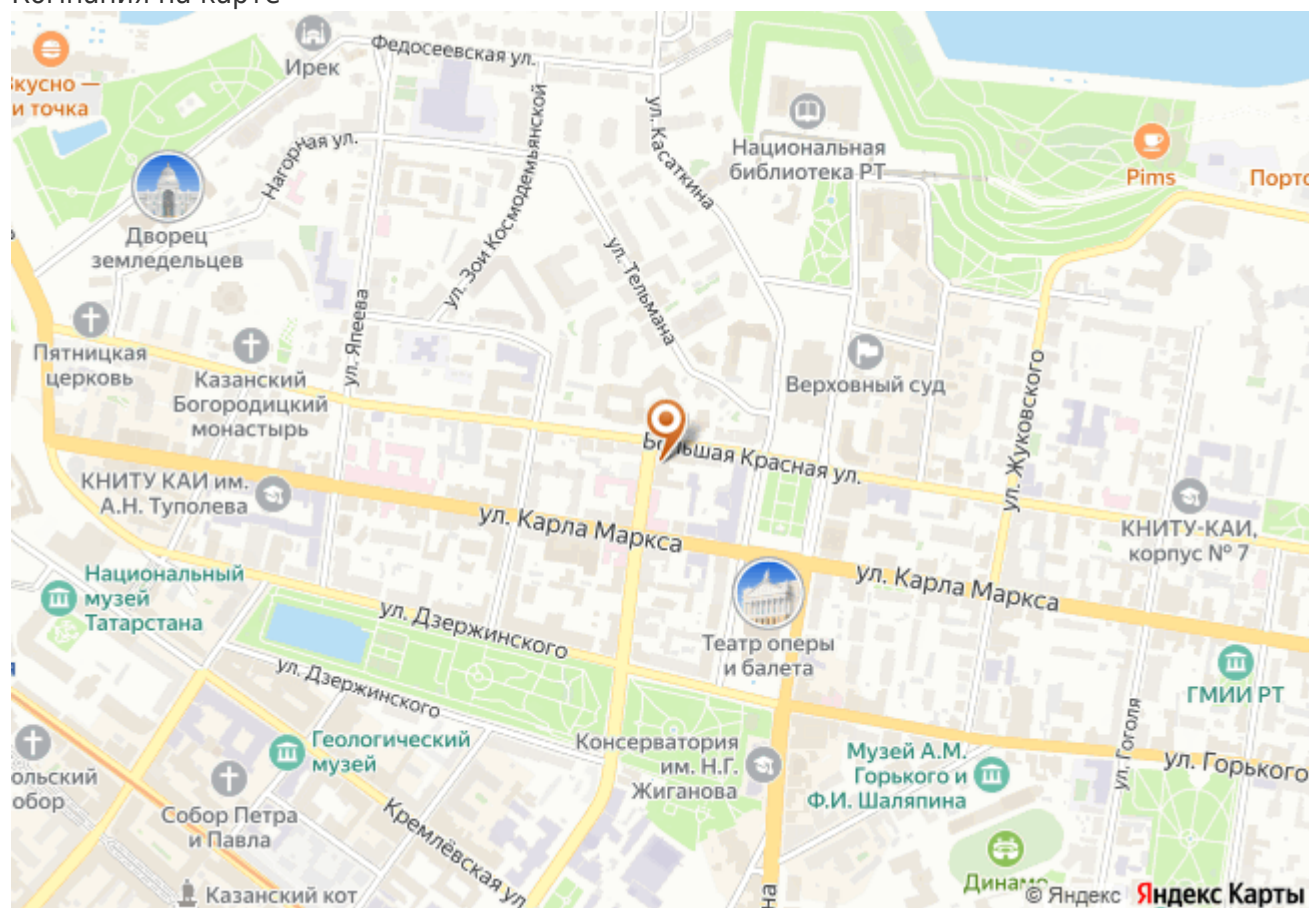 Компания на карте
Федосеевская ул.
Ирек
Вкусно —
и точка
Нагорная ул.
ул. Касаткина
Национальная
библиотека РТ
Pims
Дворец
земледельцев
ул. Зои Космодемьянской
ул. Тельмана
ул. Япеева
Пятницкая
церковь
Казанский
Богородицкий
монастырь
Верховный суд
ул. Жуковского
Большая Красная ул.
КНИТУ КАИ им.
А.Н. Туполева
ул. Карла Маркса
КНИТУ-КАИ,
корпус № 7
ул. Карла Маркса
Национальный
музей
Татарстана
ул. Дзержинского
Театр оперы
и балета
ул. Дзержинского
ГМИИ РТ
Геологический
музей
Консерватория
им. Н.Г.
Жиганова
Музей А.М.
Горького и
Ф.И. Шаляпина
ул. Гоголя
ул. Горького
Собор Петра
и Павла
Кремлёвская ул.
Казанский кот
Динамо
© Яндекс Яндекс Карты